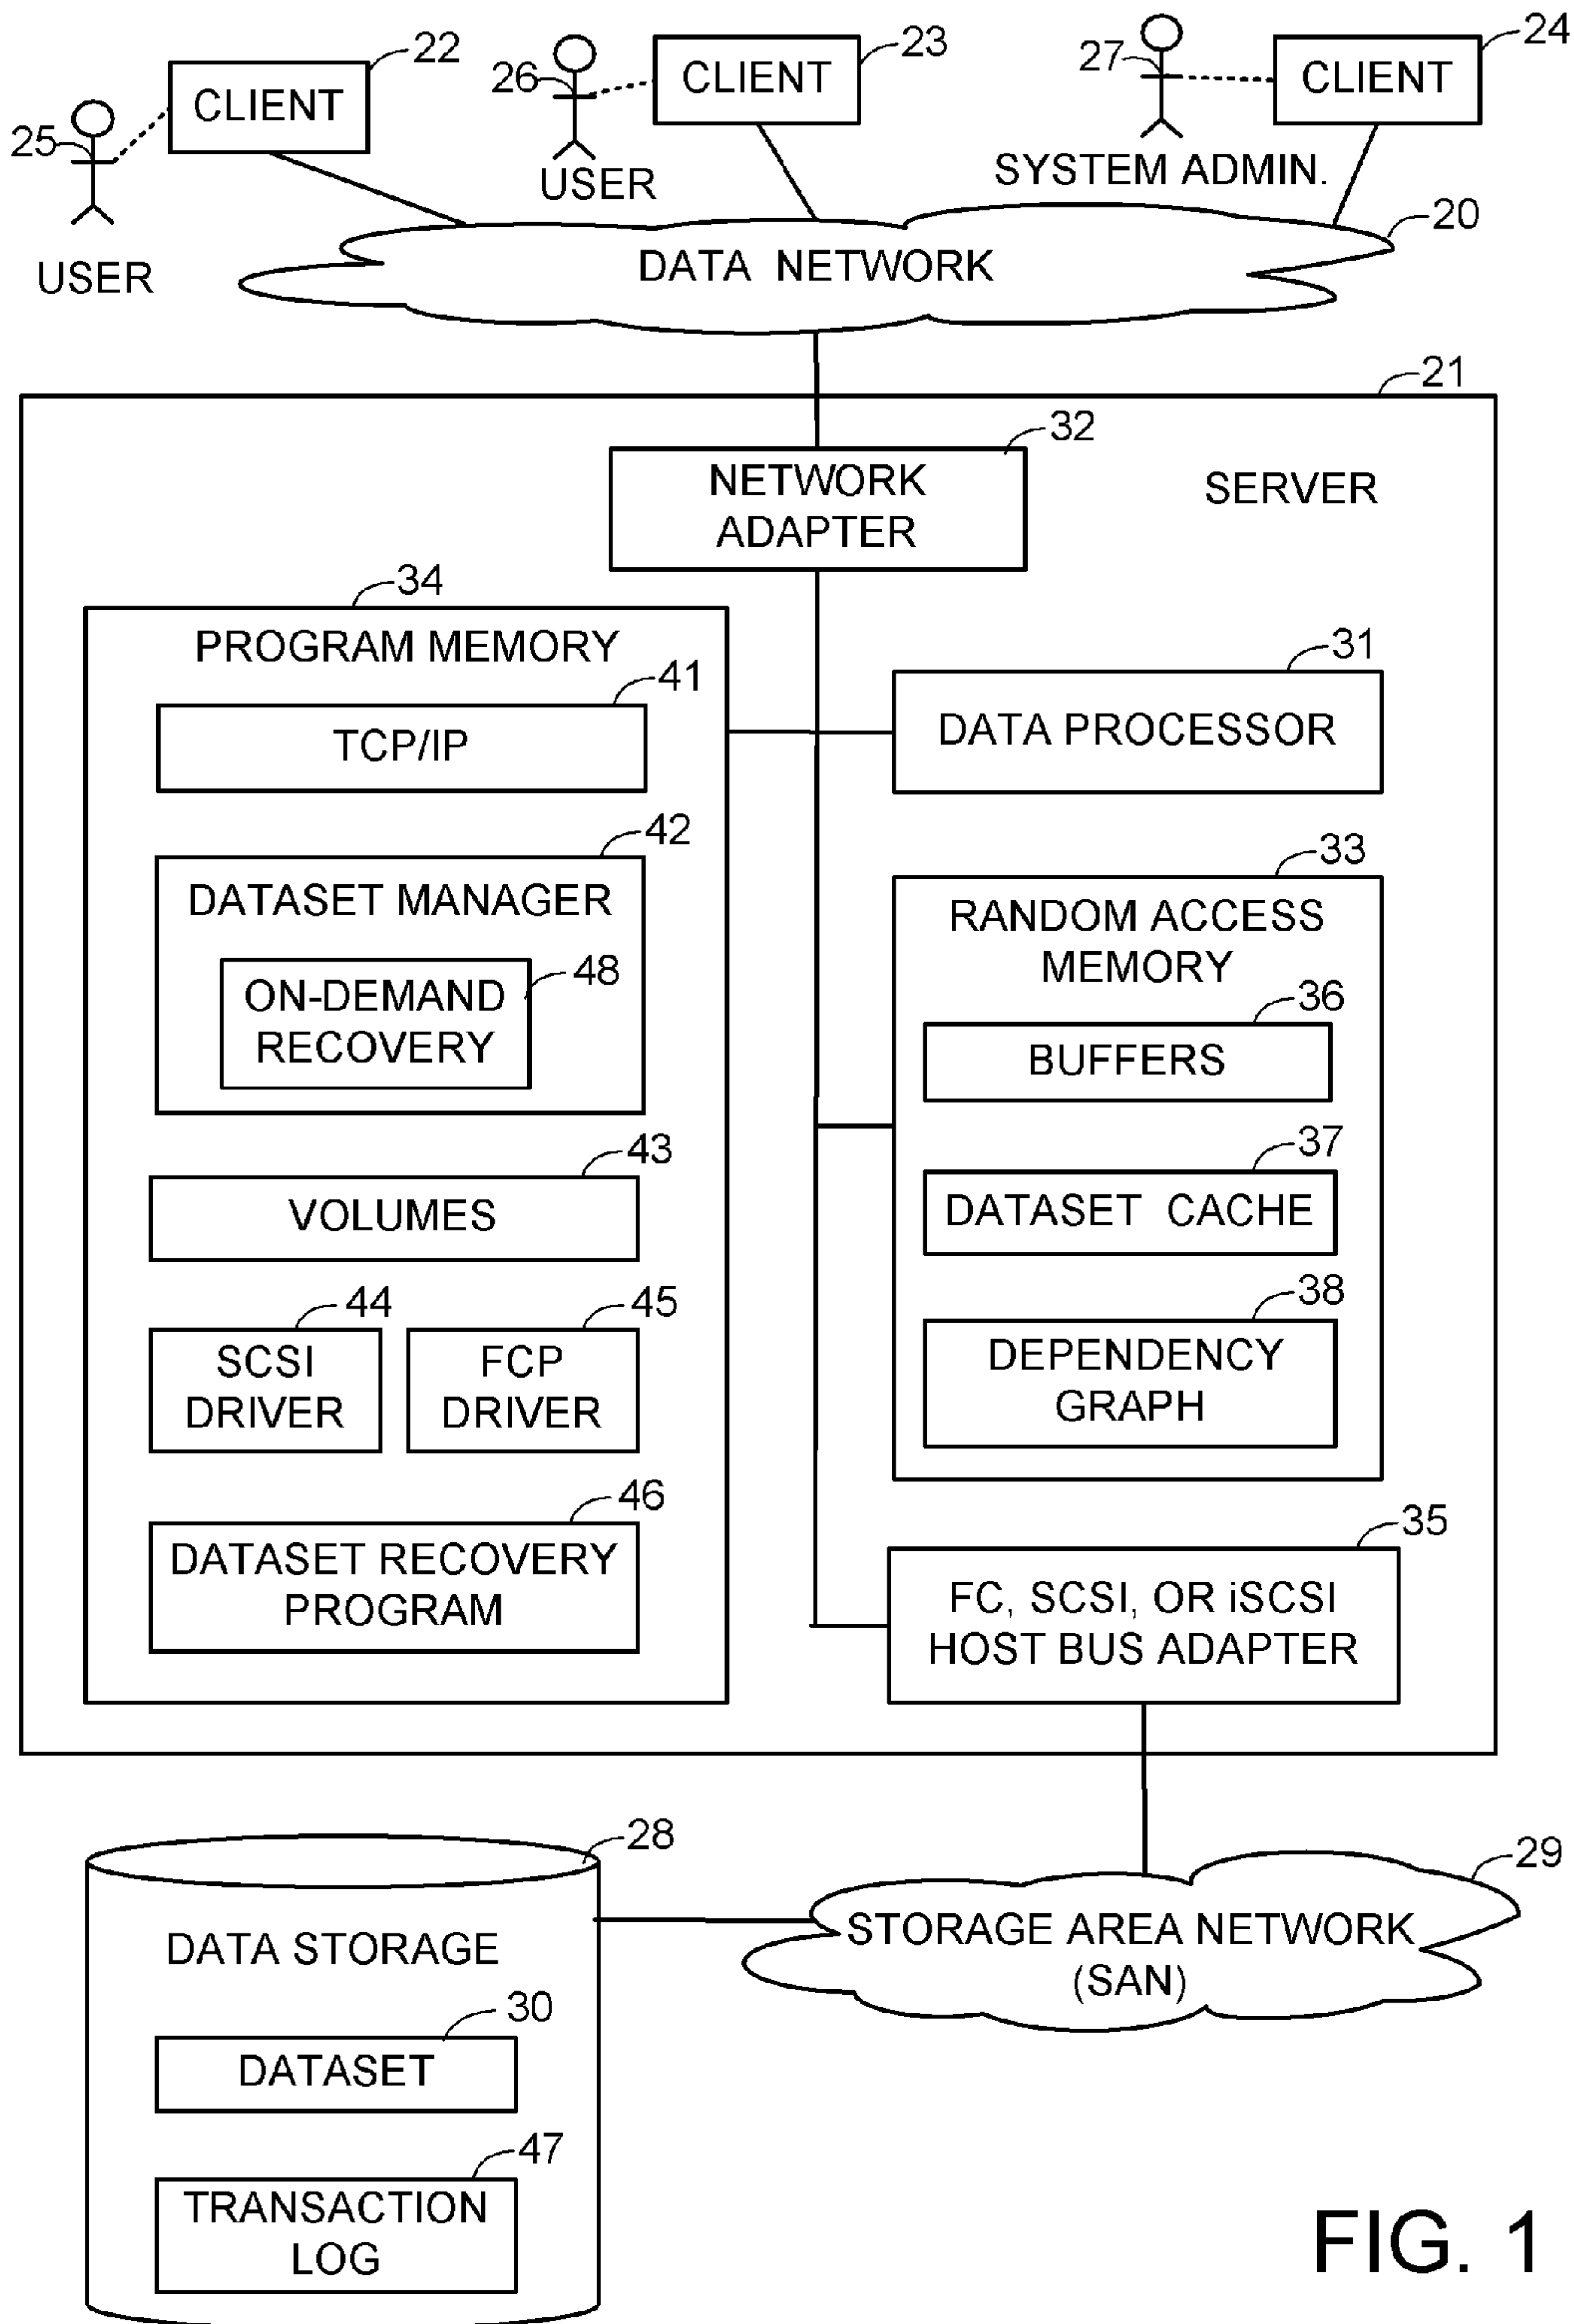 22
CLIENT
25
USER
26
USER
23
CLIENT
27
SYSTEM ADMIN.
24
CLIENT
20
DATA NETWORK
21
SERVER
32
NETWORK
ADAPTER
34
PROGRAM MEMORY
41
TCP/IP
42
DATASET MANAGER
48
ON-DEMAND
RECOVERY
43
VOLUMES
44
SCSI
DRIVER
45
FCP
DRIVER
46
DATASET RECOVERY
PROGRAM
31
DATA PROCESSOR
33
RANDOM ACCESS
MEMORY
36
BUFFERS
37
DATASET CACHE
38
DEPENDENCY
GRAPH
35
FC, SCSI, OR iSCSI
HOST BUS ADAPTER
28
DATA STORAGE
30
DATASET
47
TRANSACTION
LOG
29
STORAGE AREA NETWORK
(SAN)
FIG. 1